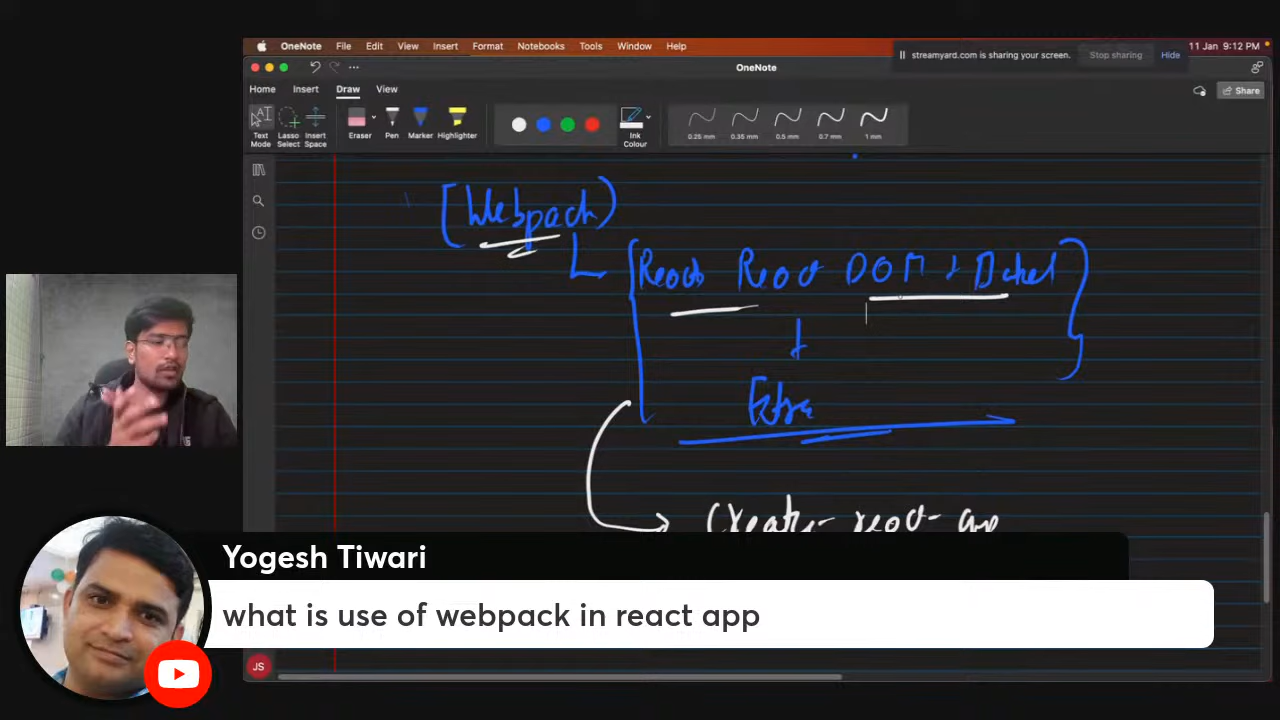 OneNote File Edit View Insert Format Notebooks Tools Window Help
streamyard.com is sharing your screen. Stop sharing Hide
11 Jan 9:12 PM
OneNote
Home Insert Draw View
Share
Text Mode
Lasso Select
Insert Space
Eraser
Pen
Marker
Highlighter
Ink Colour
0.25 mm 0.35 mm 0.5 mm 0.7 mm 1 mm
[Webpack)
React React DOM +
Extra
Create-react-app
Yogesh Tiwari
what is use of webpack in react app
JS